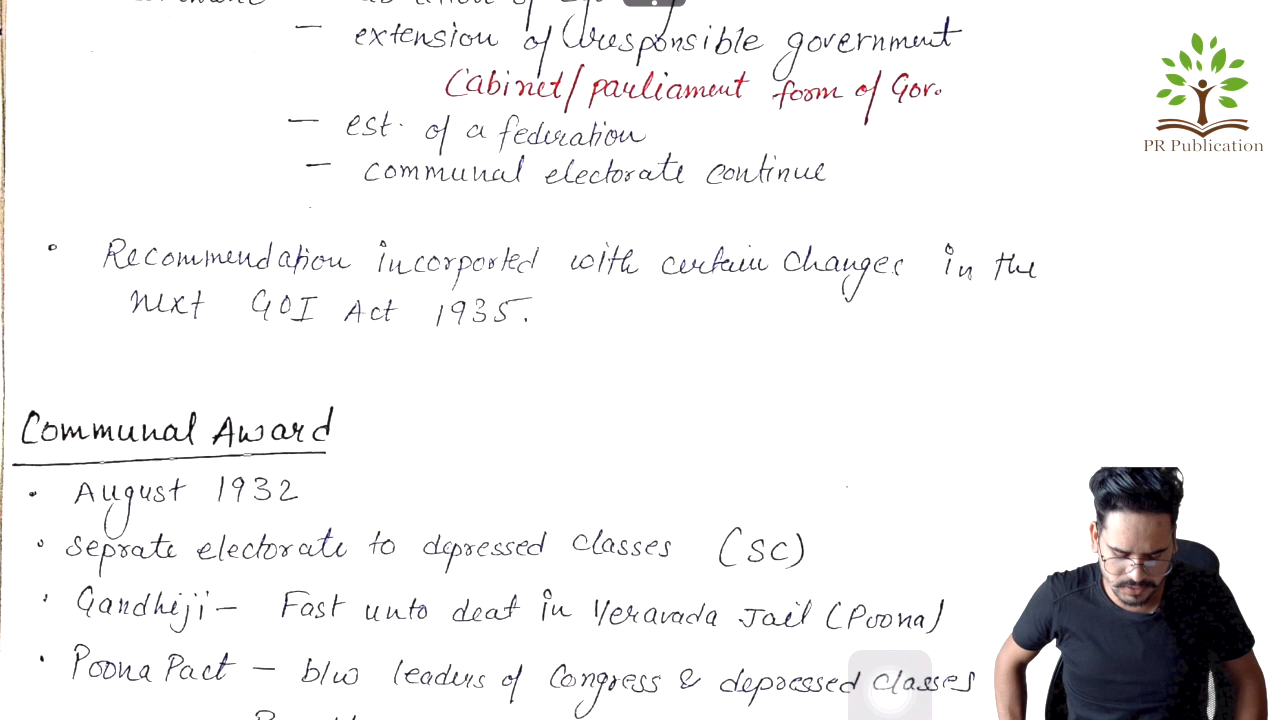 — extension of responsible government
Cabinet/parliament form of Gov.
— est. of a federation
— communal electorate continue
PR Publication
• Recommendation incorported with certain changes in the
next GOI Act 1935.
Communal Award
• August 1932
• seprate electorate to depressed classes (SC)
• Gandhiji – Fast unto deat in Yeravada Jail (Poona)
• Poona Pact – b/w leaders of Congress & depressed classes